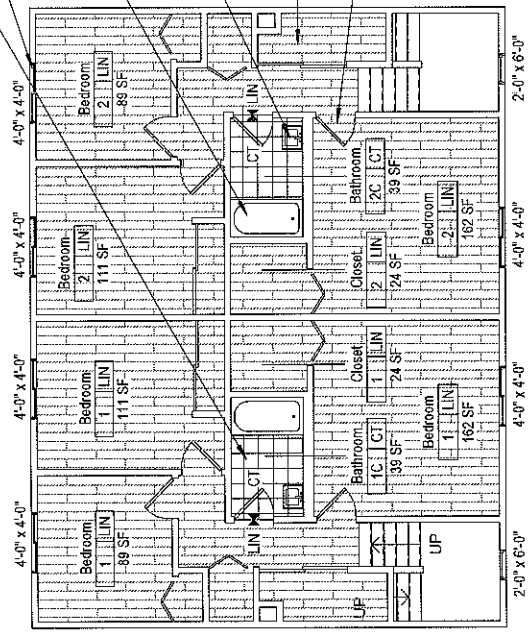 4'-0" x 4'-0"
4'-0" x 4'-0"
4'-0" x 4'-0"
4'-0" x 4'-0"
Bedroom
1 LIN
89 SF
Bedroom
1 LIN
111 SF
Bedroom
2 LIN
111 SF
Bedroom
2 LIN
89 SF
LIN
CT
CT
LIN
Bathroom
1C CT
39 SF
Closet
1 LIN
24 SF
Closet
2 LIN
24 SF
Bathroom
2C CT
39 SF
Bedroom
1 LIN
162 SF
Bedroom
2 LIN
162 SF
UP
UP
2'-0" x 6'-0"
4'-0" x 4'-0"
4'-0" x 4'-0"
2'-0" x 6'-0"